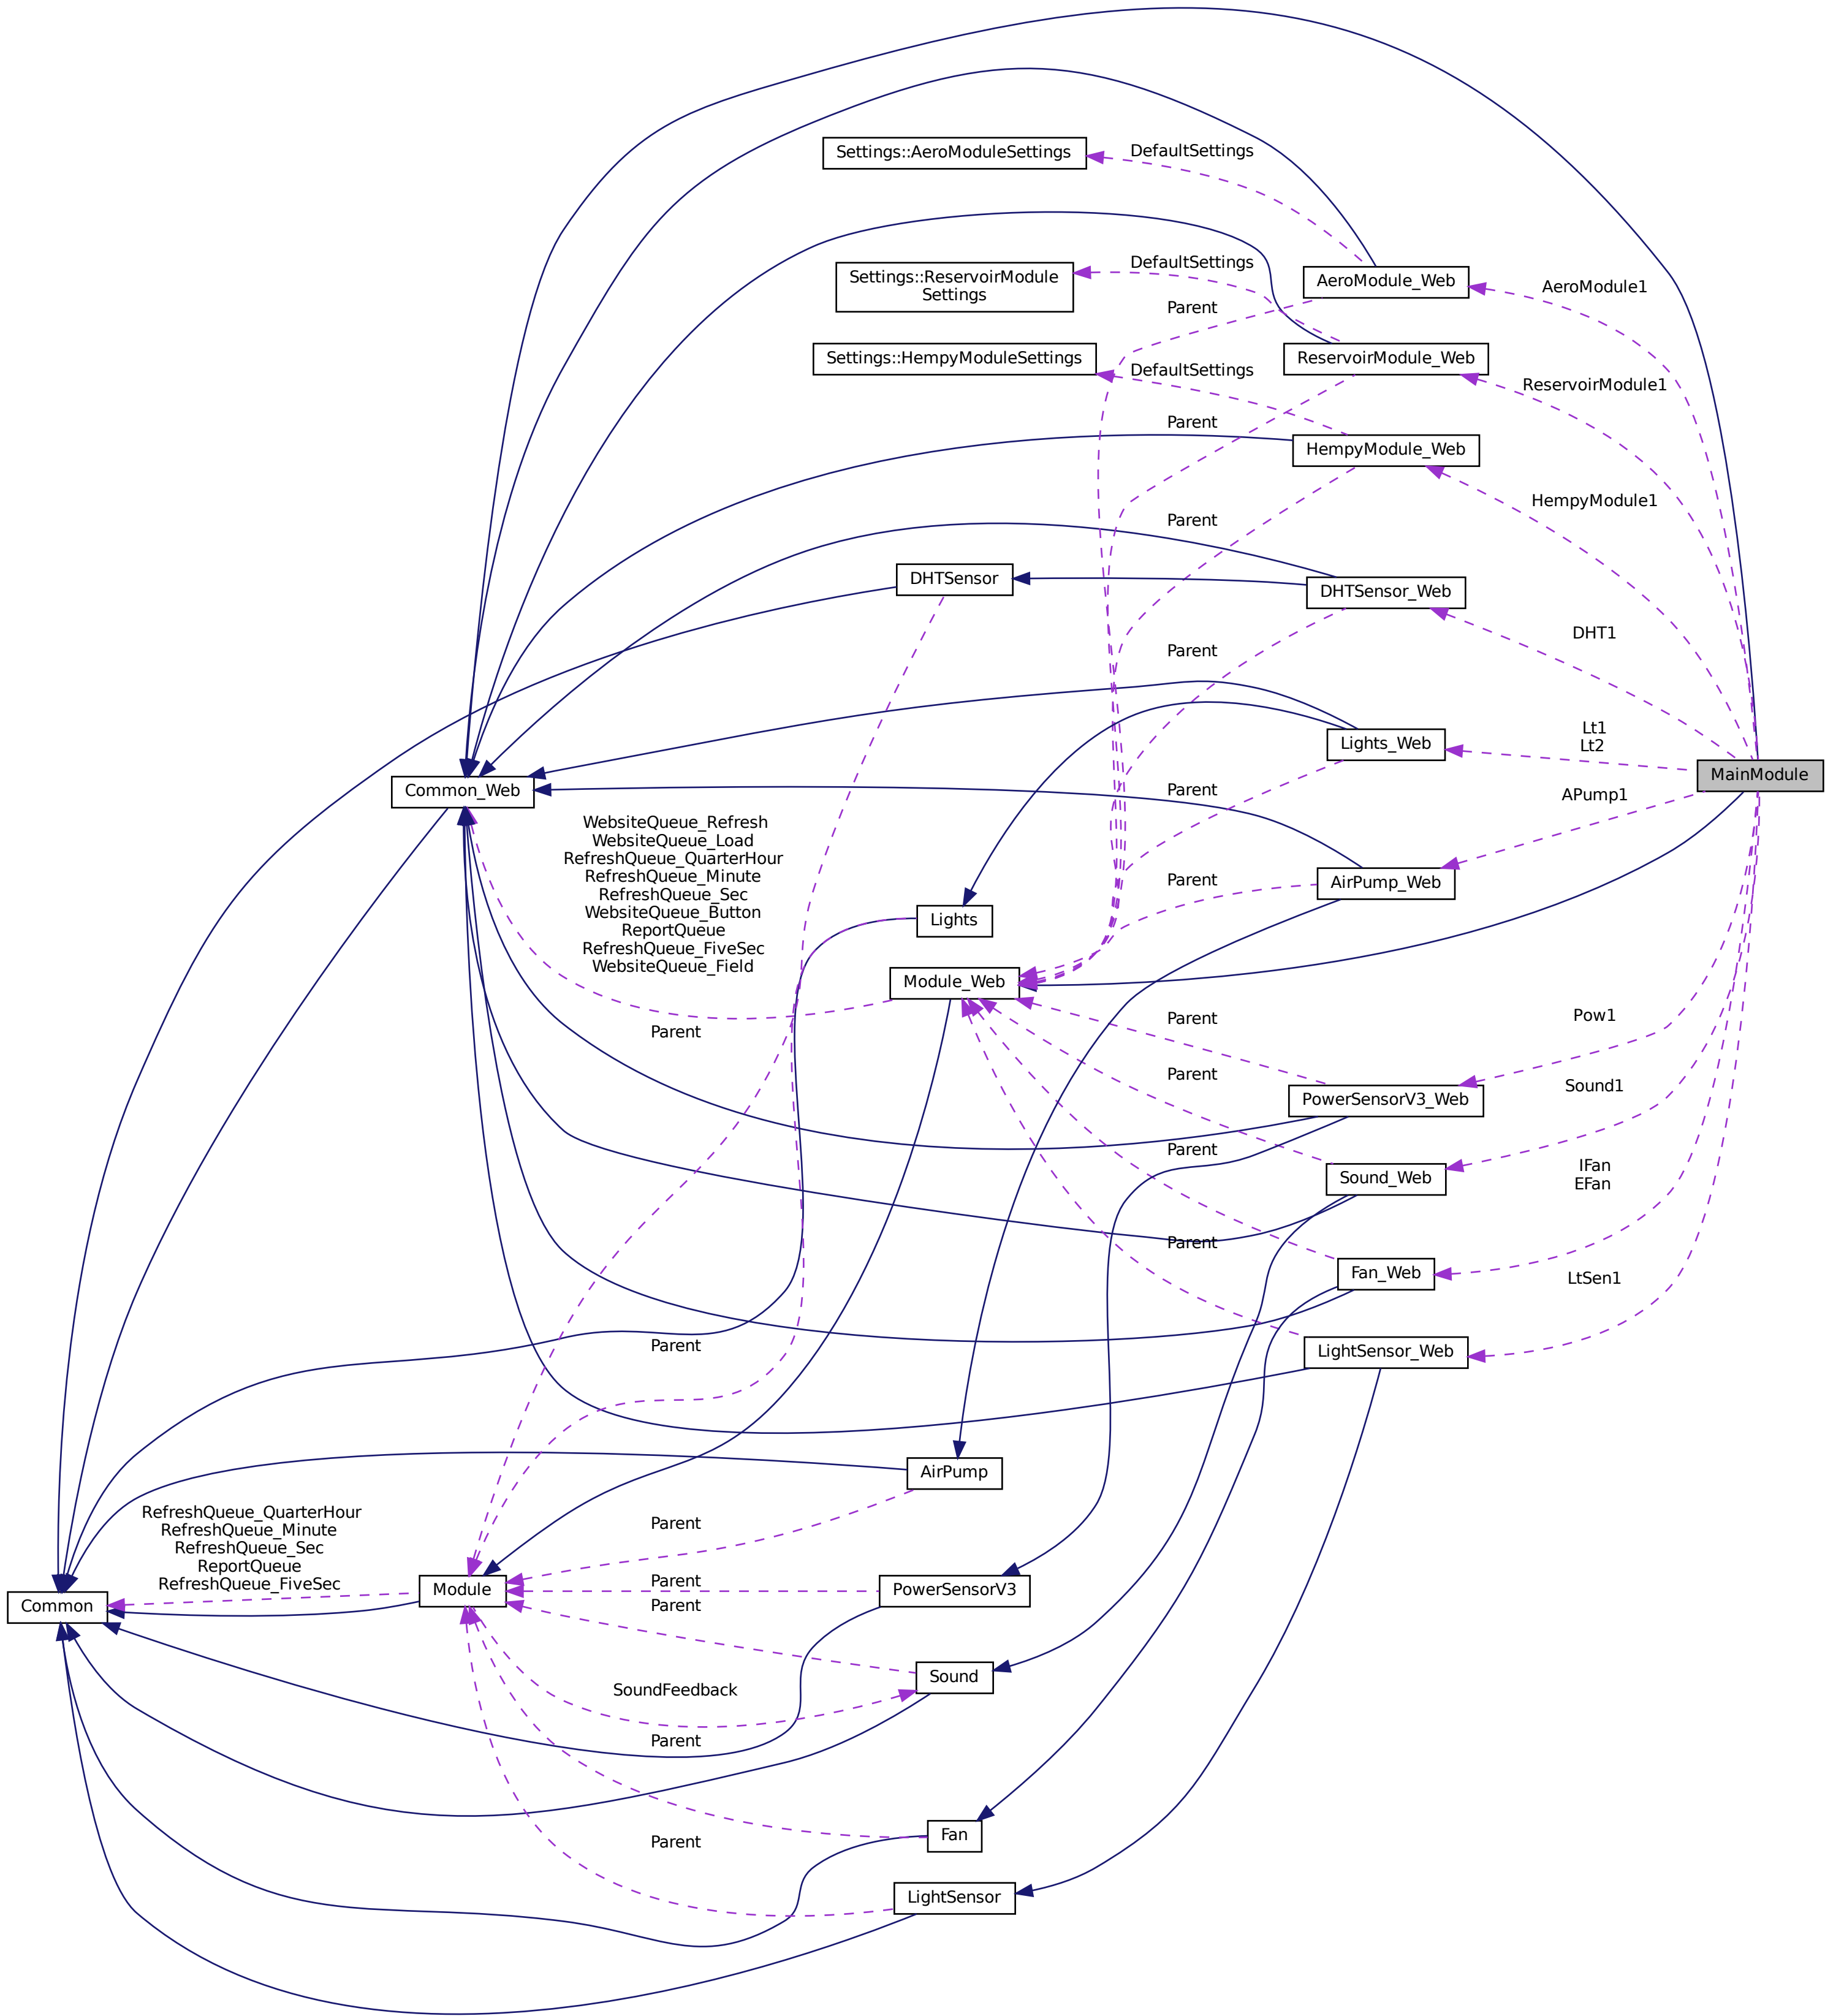 Settings::AeroModuleSettings
DefaultSettings
Settings::ReservoirModule
Settings
DefaultSettings
AeroModule_Web
AeroModule1
Parent
Settings::HempyModuleSettings
DefaultSettings
ReservoirModule_Web
ReservoirModule1
Parent
HempyModule_Web
HempyModule1
Parent
DHTSensor
DHTSensor_Web
DHT1
Parent
Lights_Web
Lt1
Lt2
MainModule
Common_Web
Parent
APump1
WebsiteQueue_Refresh
WebsiteQueue_Load
RefreshQueue_QuarterHour
RefreshQueue_Minute
RefreshQueue_Sec
WebsiteQueue_Button
ReportQueue
RefreshQueue_FiveSec
WebsiteQueue_Field
Parent
AirPump_Web
Lights
Module_Web
Parent
Parent
Pow1
PowerSensorV3_Web
Parent
Sound1
Parent
Sound_Web
IFan
EFan
Parent
Fan_Web
LtSen1
Parent
LightSensor_Web
AirPump
RefreshQueue_QuarterHour
RefreshQueue_Minute
RefreshQueue_Sec
ReportQueue
RefreshQueue_FiveSec
Parent
Common
Module
Parent
PowerSensorV3
Parent
Sound
SoundFeedback
Parent
Fan
Parent
LightSensor